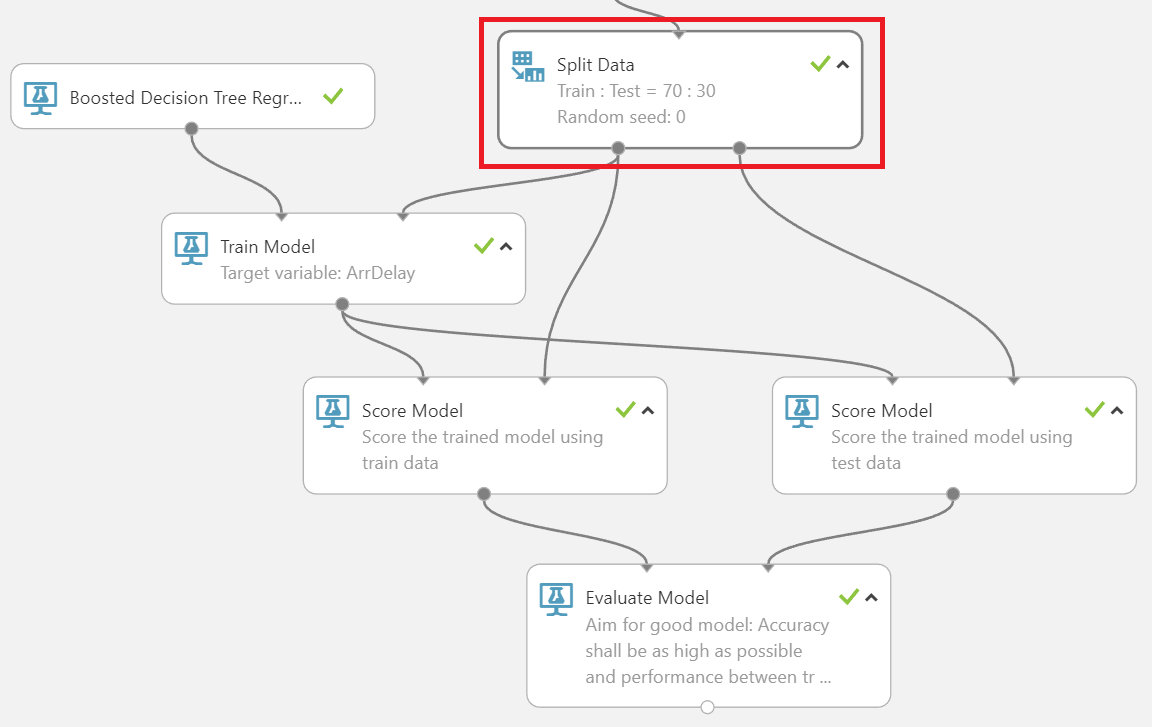 Split Data
Train : Test = 70 : 30
Random seed: 0
Boosted Decision Tree Regr...
Train Model
Target variable: ArrDelay
Score Model
Score the trained model using
train data
Score Model
Score the trained model using
test data
Evaluate Model
Aim for good model: Accuracy
shall be as high as possible
and performance between tr ...